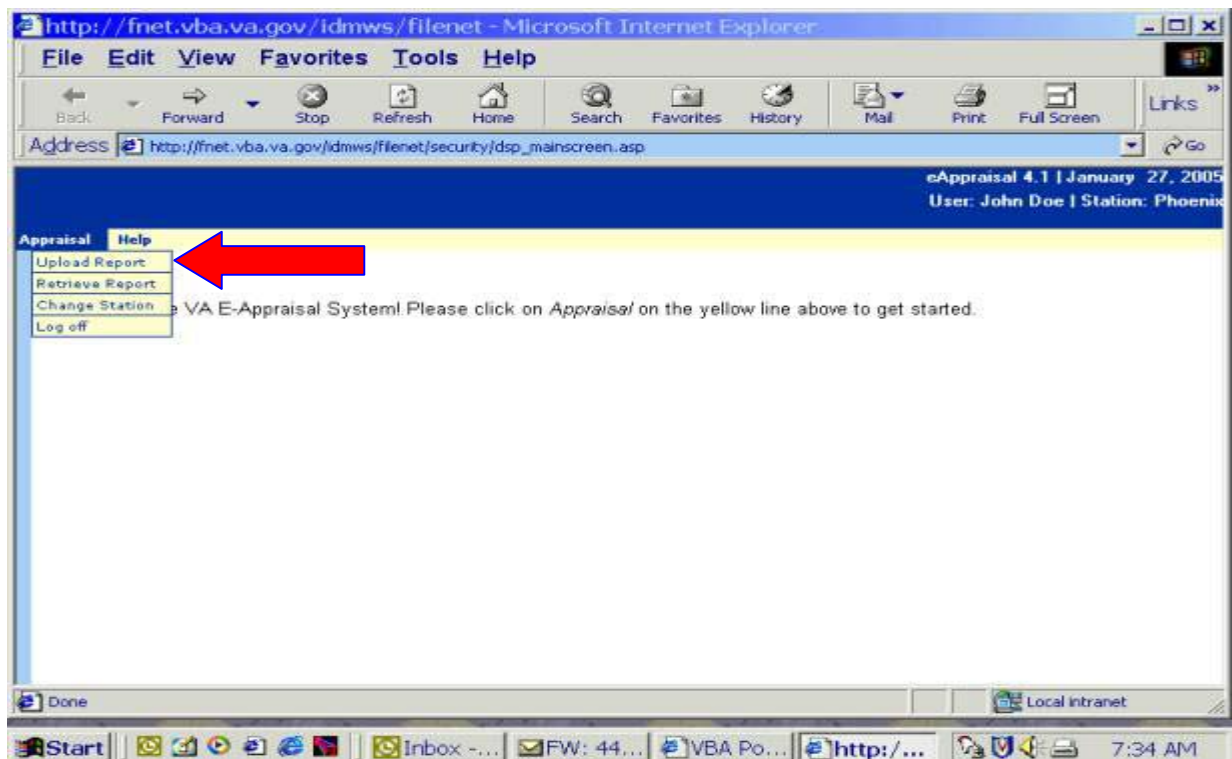 http://fnet.vba.va.gov/idmws/filenet - Microsoft Internet Explorer
File Edit View Favorites Tools Help
Back Forward Stop Refresh Home Search Favorites History Mail Print Full Screen Links »
Address http://fnet.vba.va.gov/idmws/filenet/security/dsp_mainscreen.asp Go
eAppraisal 4.1 | January 27, 2005
User: John Doe | Station: Phoenix
Appraisal Help
Upload Report
Retrieve Report
Change Station
Log off
e VA E-Appraisal System! Please click on Appraisal on the yellow line above to get started.
Done Local intranet
Start Inbox -... FW: 44... VBA Po... http:/... 7:34 AM